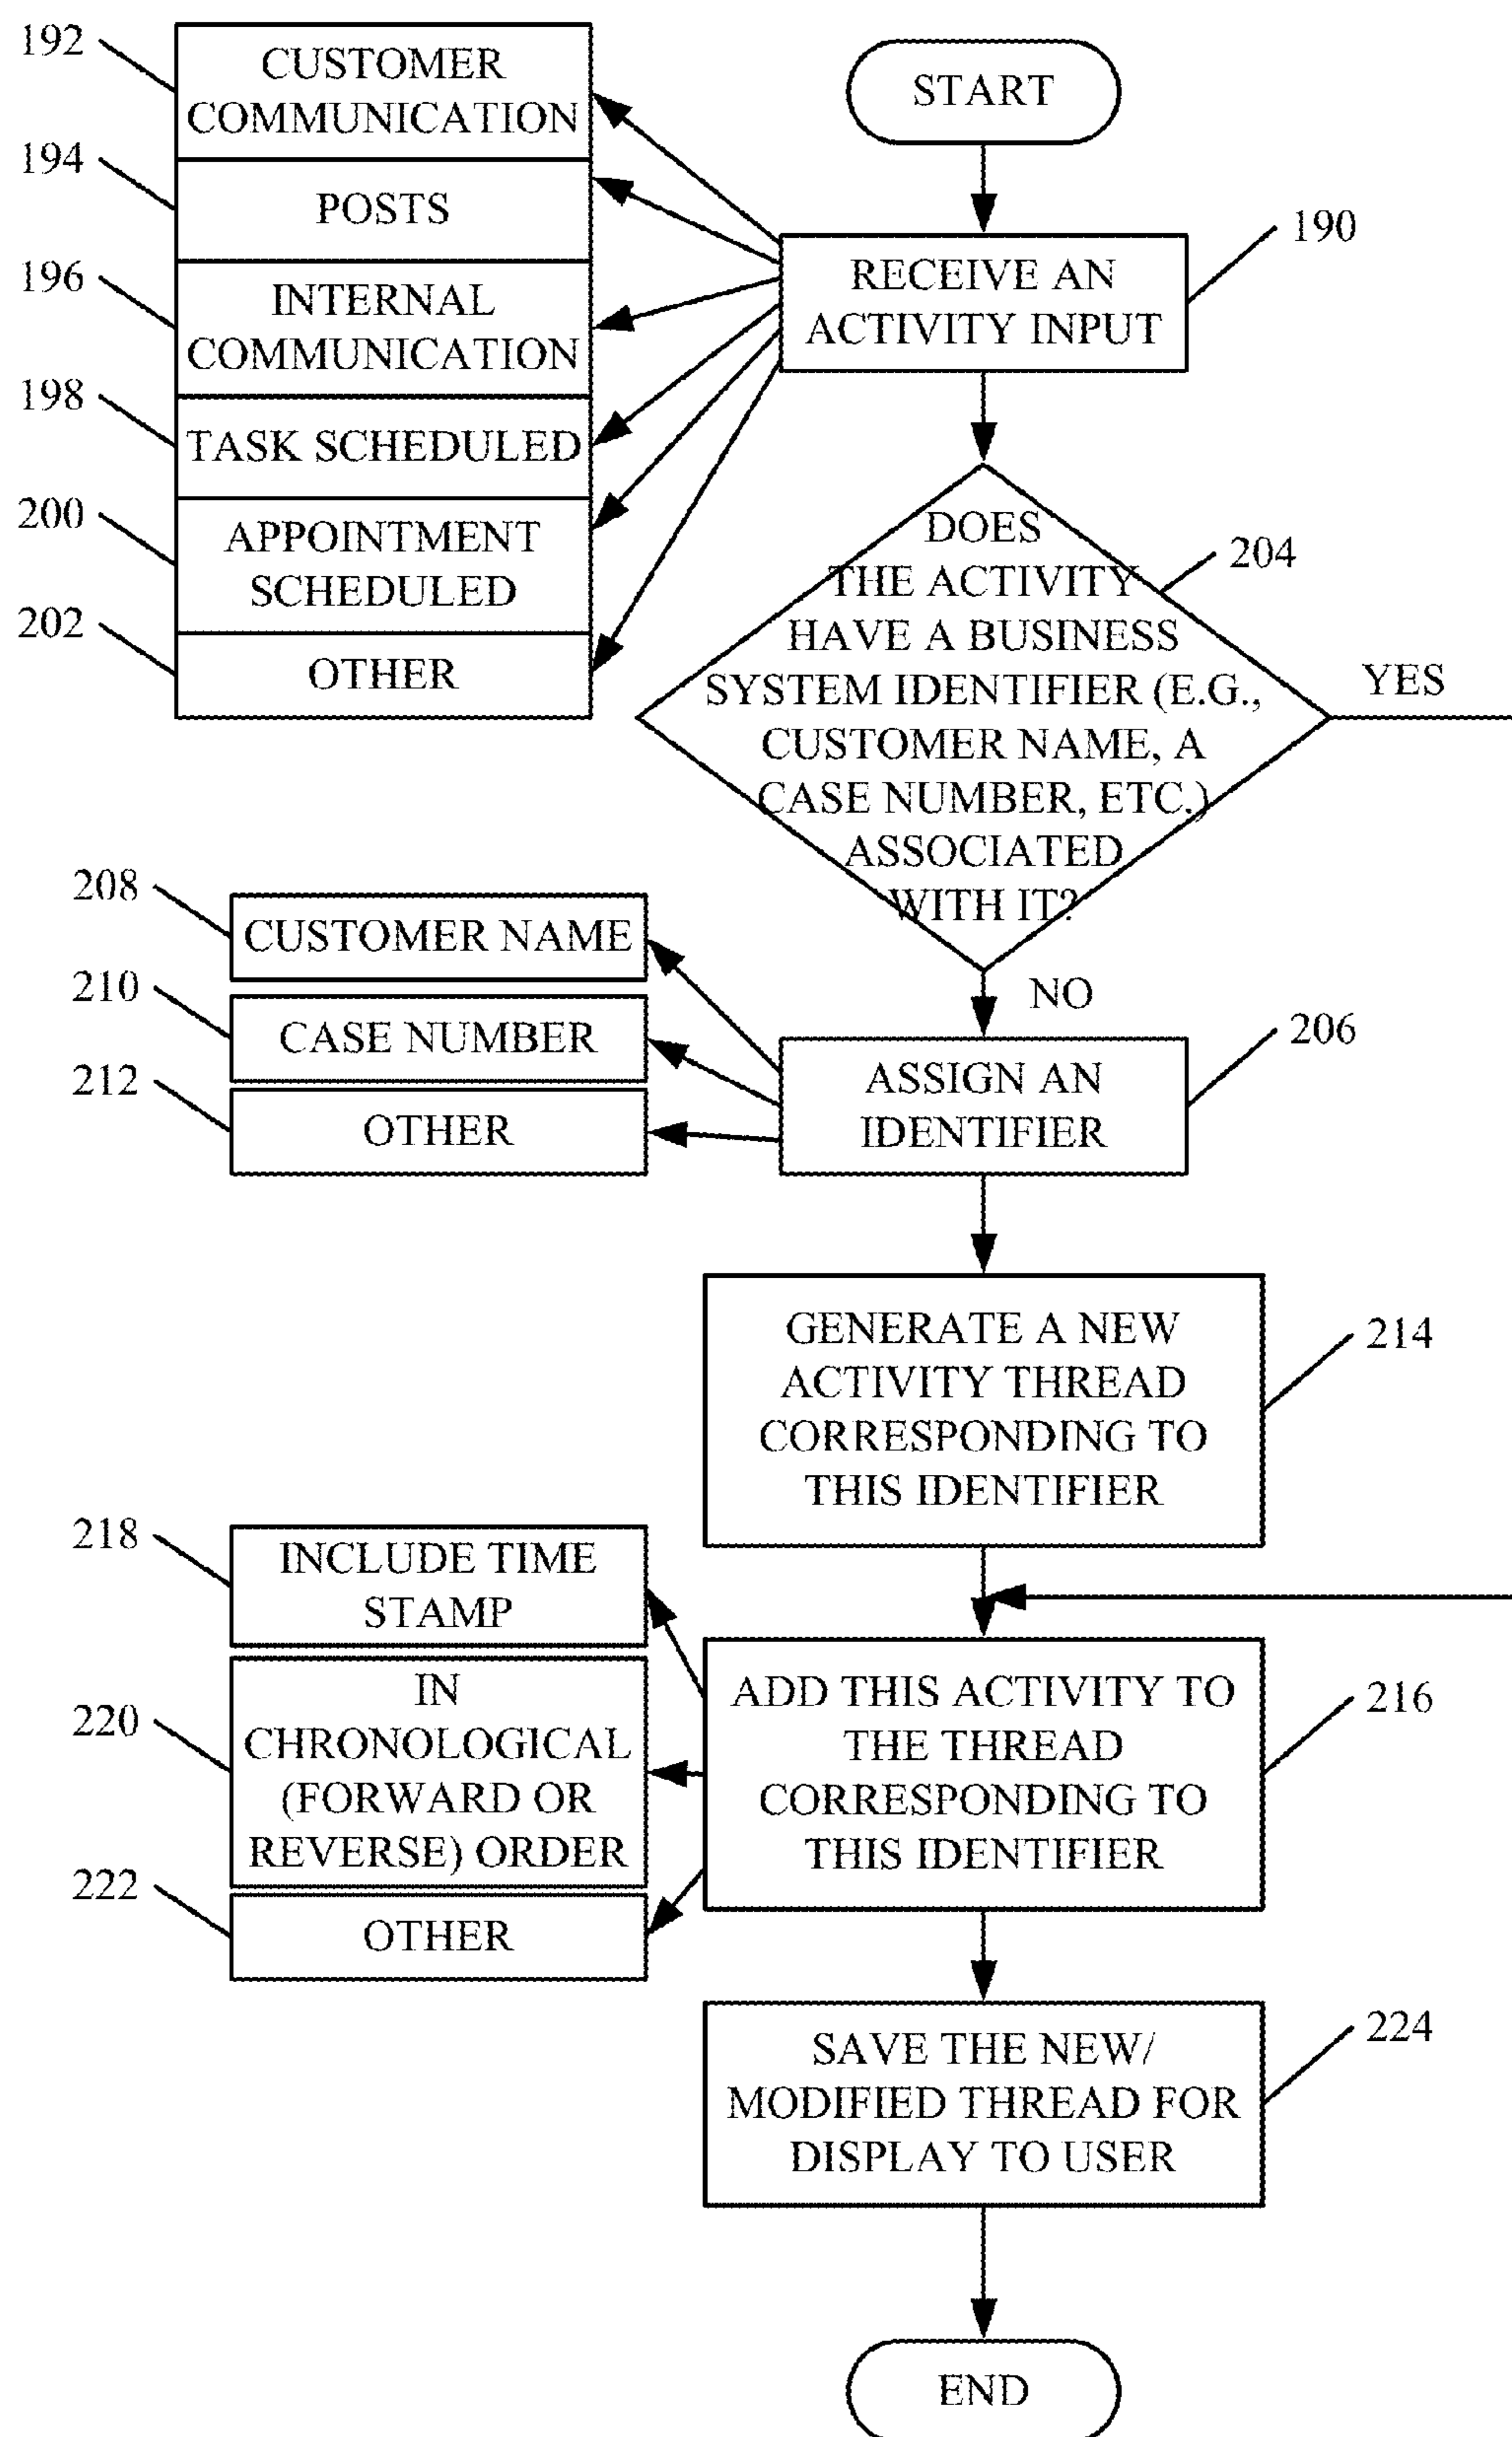 START
192
CUSTOMER
COMMUNICATION
194
POSTS
196
INTERNAL
COMMUNICATION
198
TASK SCHEDULED
200
APPOINTMENT
SCHEDULED
202
OTHER
RECEIVE AN
ACTIVITY INPUT
190
DOES
THE ACTIVITY
HAVE A BUSINESS
SYSTEM IDENTIFIER (E.G.,
CUSTOMER NAME, A
CASE NUMBER, ETC.)
ASSOCIATED
WITH IT?
204
YES
NO
208
CUSTOMER NAME
210
CASE NUMBER
212
OTHER
ASSIGN AN
IDENTIFIER
206
GENERATE A NEW
ACTIVITY THREAD
CORRESPONDING TO
THIS IDENTIFIER
214
218
INCLUDE TIME
STAMP
220
IN
CHRONOLOGICAL
(FORWARD OR
REVERSE) ORDER
222
OTHER
ADD THIS ACTIVITY TO
THE THREAD
CORRESPONDING TO
THIS IDENTIFIER
216
SAVE THE NEW/
MODIFIED THREAD FOR
DISPLAY TO USER
224
END